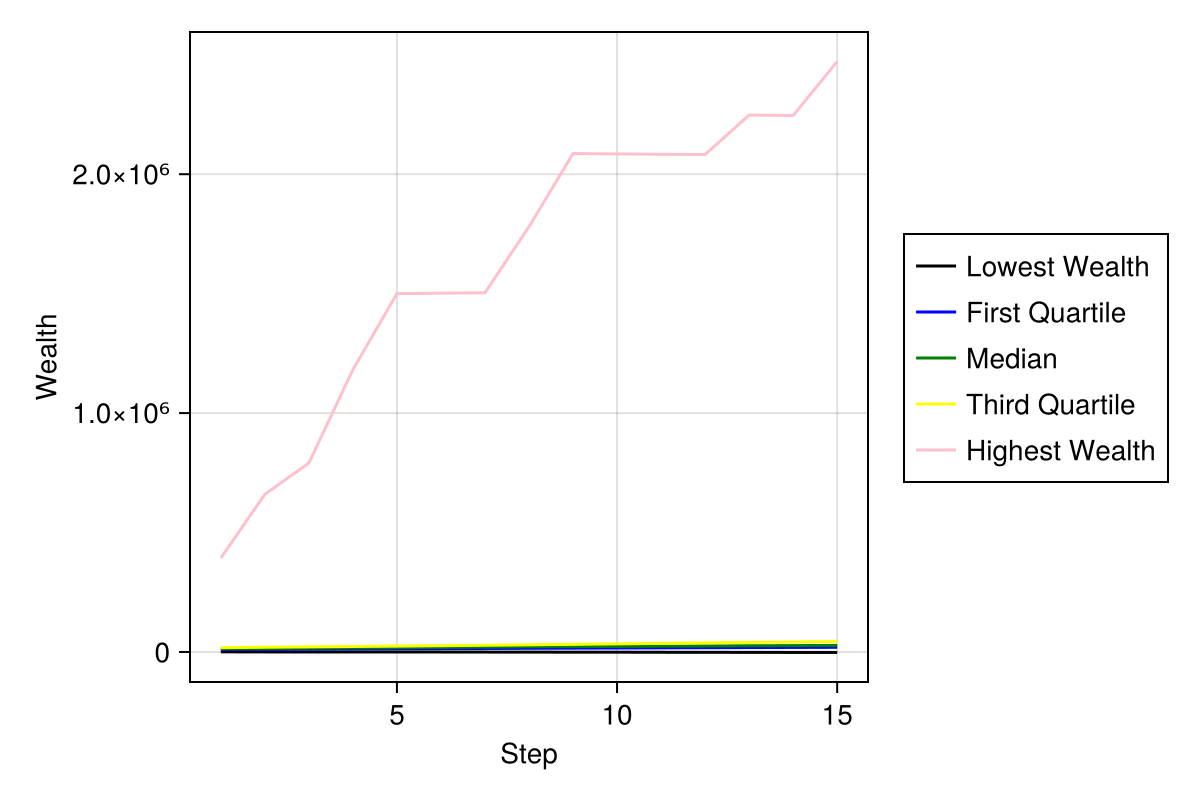 2.0×10⁶
1.0×10⁶
0
Wealth
5 10 15
Step
Lowest Wealth
First Quartile
Median
Third Quartile
Highest Wealth